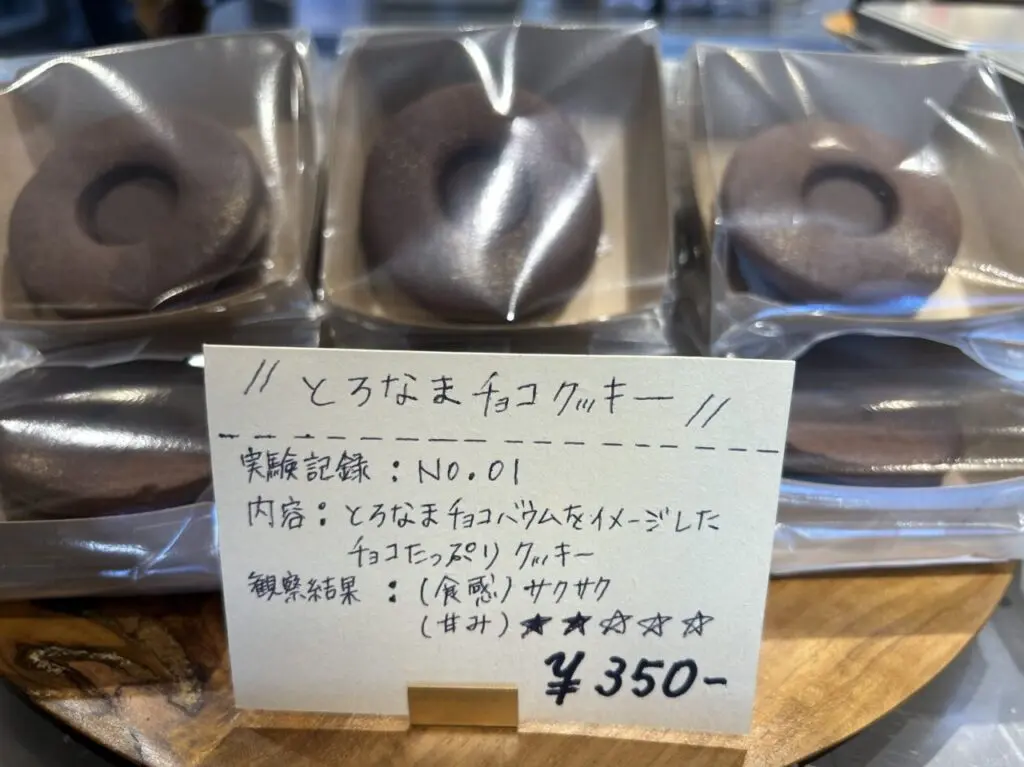 〃とろなまチョコクッキー〃
実験記録：NO.01
内容：とろなまチョコバウムをイメージした
チョコたっぷりクッキー
観察結果：(食感)サクサク
(甘み)★★☆☆☆
¥350-